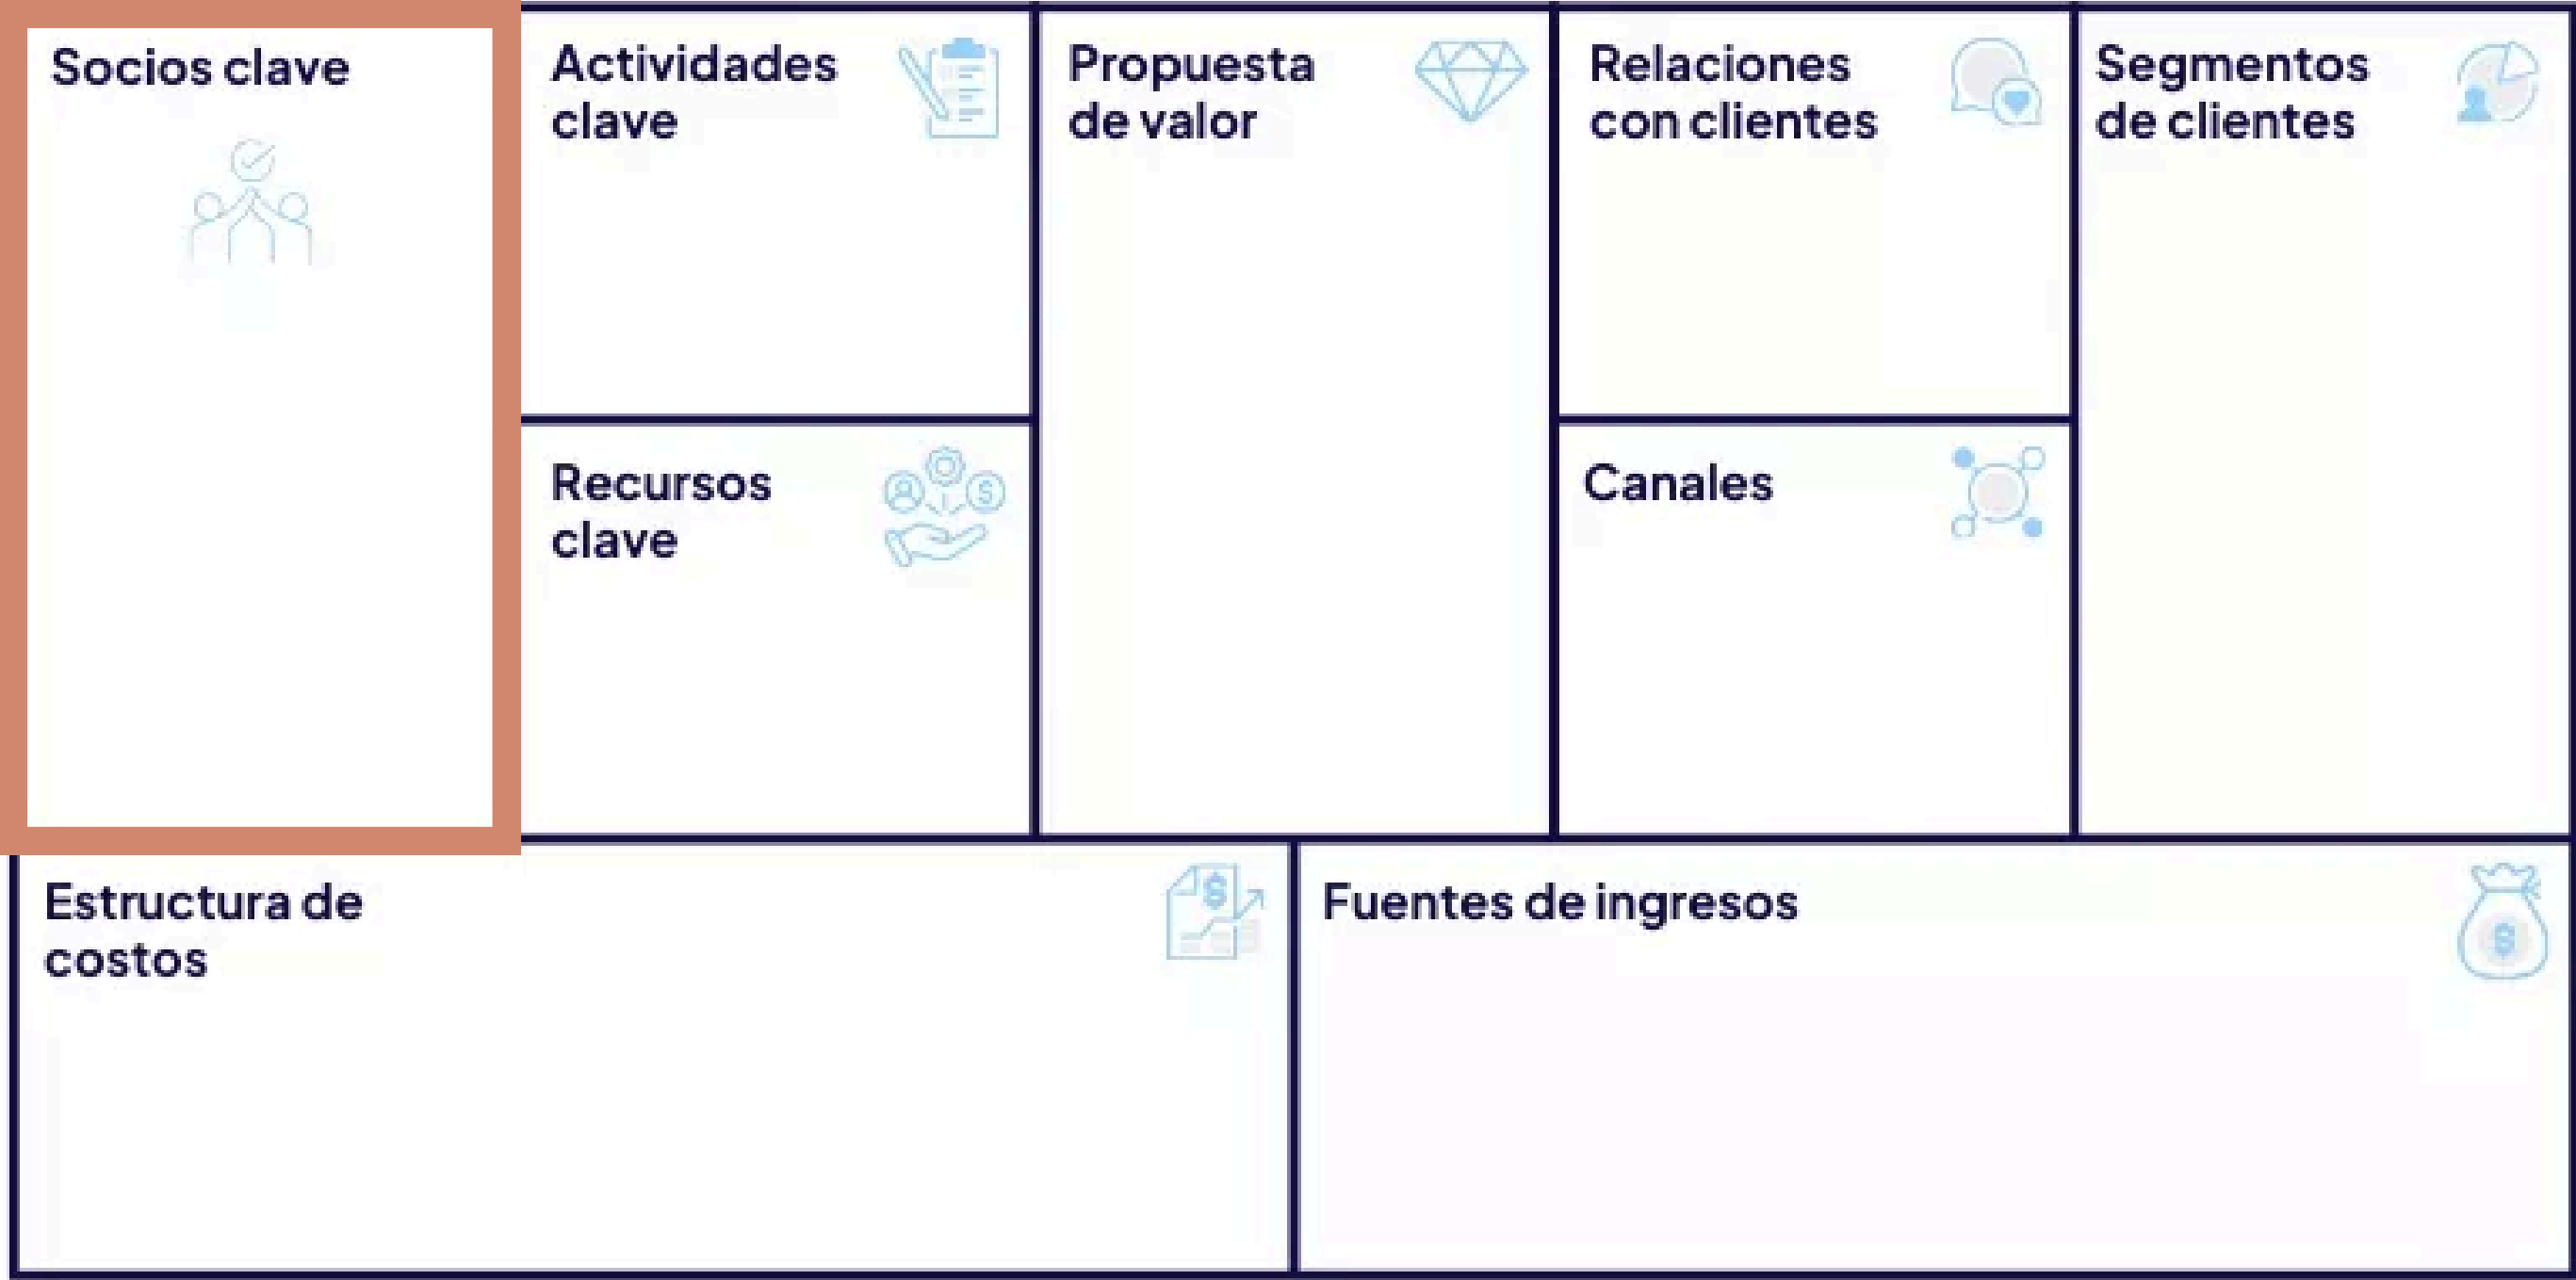 Socios clave
Actividades
clave
Propuesta
de valor
Relaciones
con clientes
Segmentos
de clientes
Recursos
clave
$
Canales
Estructura de
costos
$
Fuentes de ingresos
$